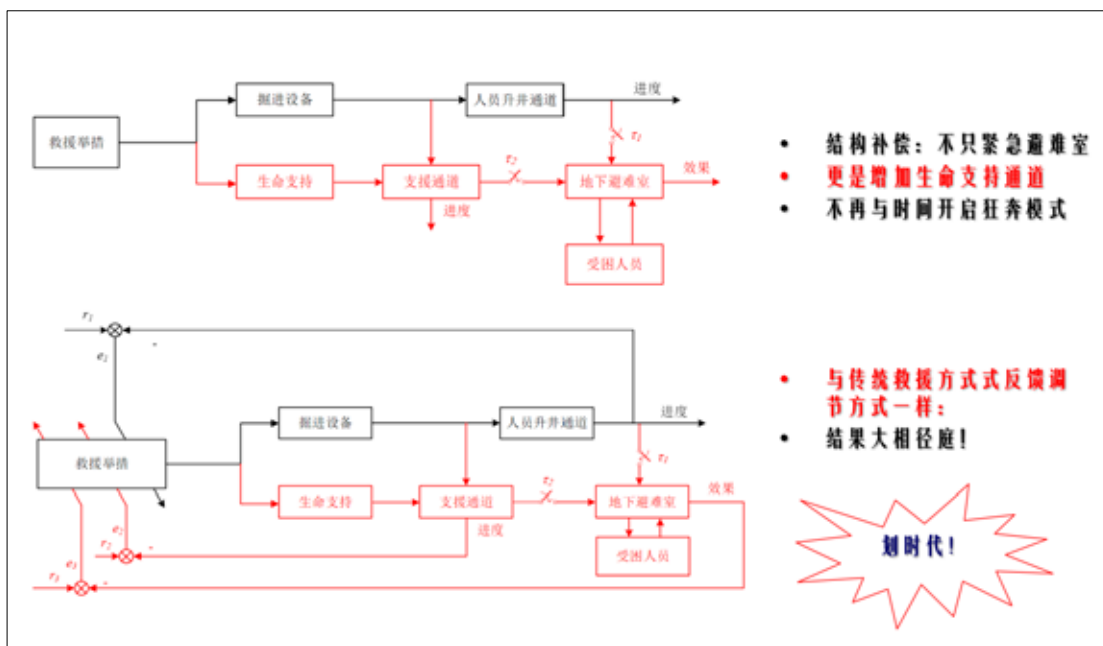 掘进设备
人员升井通道
进度
救援举措
τ1
生命支持
支援通道
τ2
地下避难室
效果
进度
受困人员
• 结构补偿：不只紧急避难室
• 更是增加生命支持通道
• 不再与时间开启狂奔模式
r1
-
e1
掘进设备
人员升井通道
进度
救援举措
τ1
生命支持
支援通道
τ2
地下避难室
效果
进度
受困人员
e2
r2
-
e3
r3
-
• 与传统救援方式式反馈调
节方式一样：
• 结果大相径庭！
划时代！